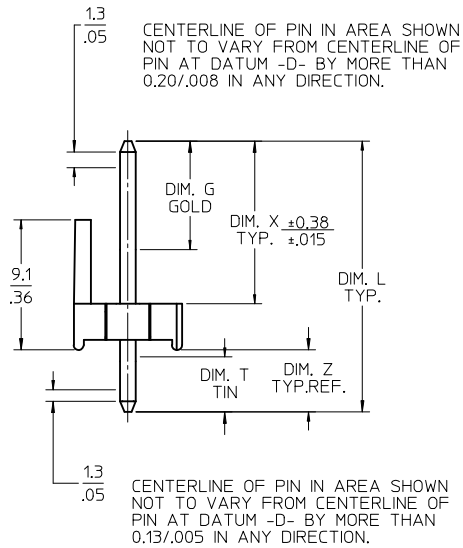 1.3
.05
CENTERLINE OF PIN IN AREA SHOWN
NOT TO VARY FROM CENTERLINE OF
PIN AT DATUM -D- BY MORE THAN
0.20/.008 IN ANY DIRECTION.
DIM. G
GOLD
DIM. X ±0.38
TYP. ±.015
DIM. L
TYP.
9.1
.36
DIM. T
TIN
DIM. Z
TYP.REF.
1.3
.05
CENTERLINE OF PIN IN AREA SHOWN
NOT TO VARY FROM CENTERLINE OF
PIN AT DATUM -D- BY MORE THAN
0.13/.005 IN ANY DIRECTION.